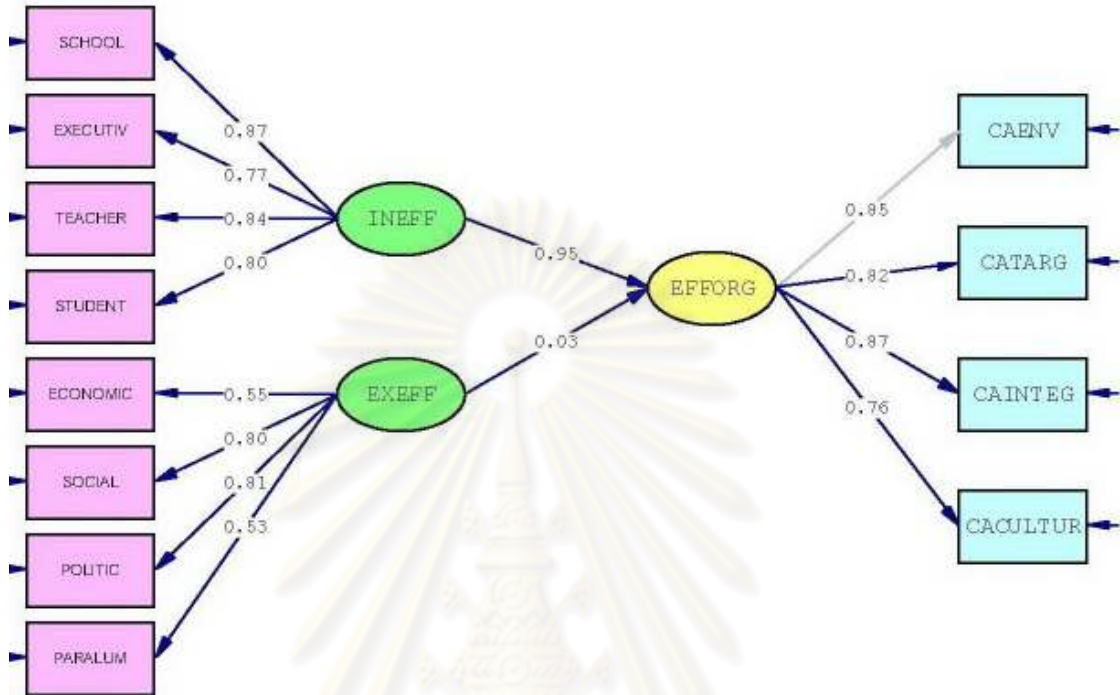 SCHOOL
EXECUTIV
TEACHER
STUDENT
ECONOMIC
SOCIAL
POLITIC
PARALUM
0.87
0.77
0.84
0.80
0.55
0.80
0.81
0.53
INEFF
EXEFF
0.95
0.03
EFFORG
0.85
0.82
0.87
0.76
CAENV
CATARG
CAINTEG
CACULTUR